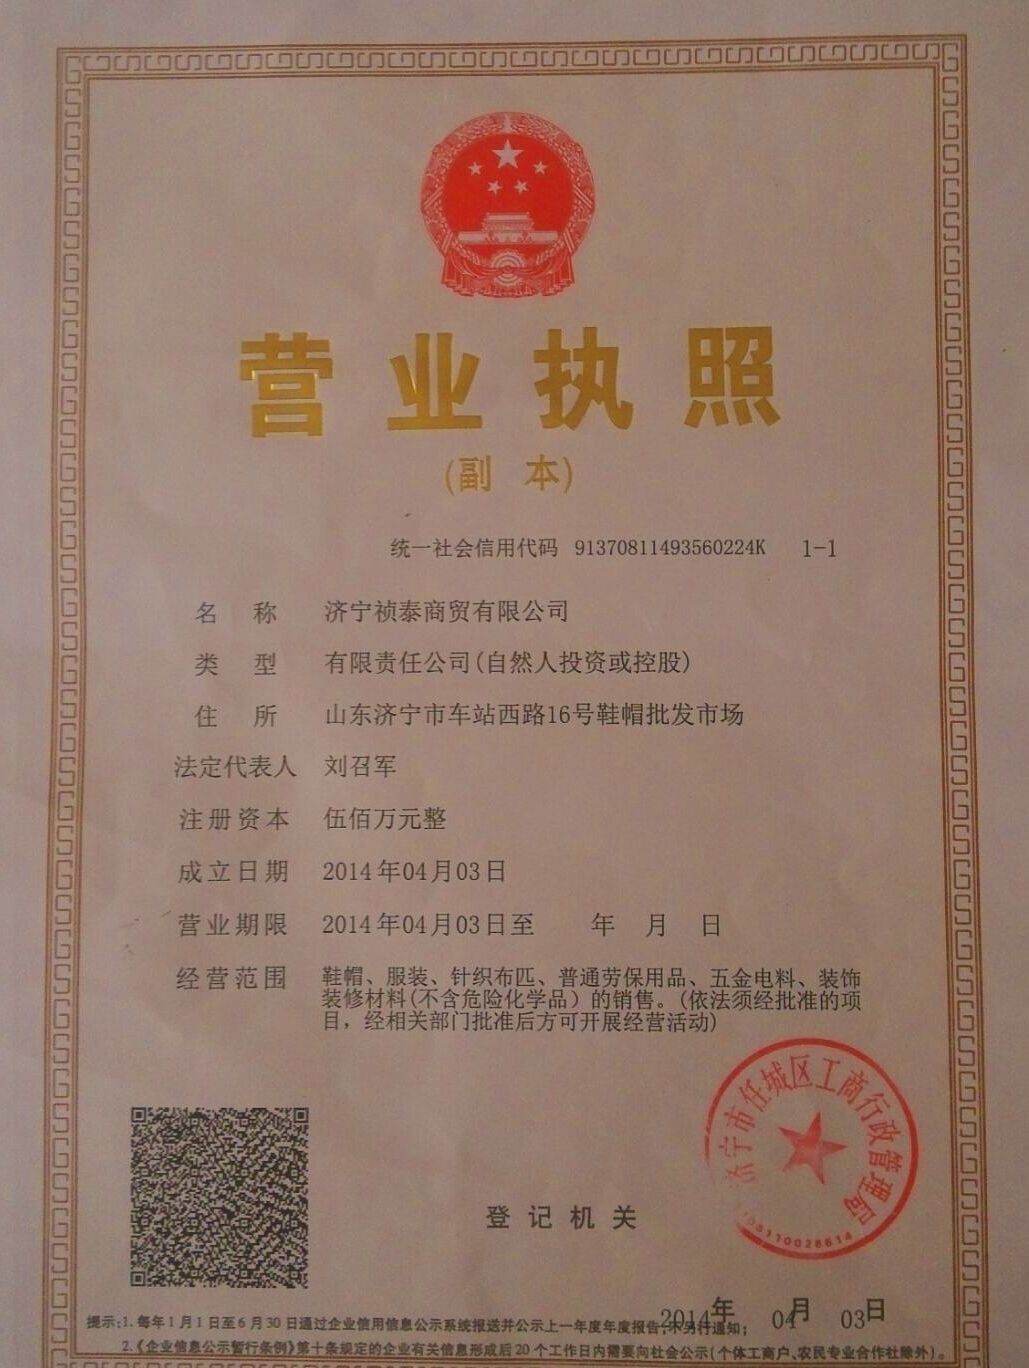 营业执照
(副 本)
统一社会信用代码 91370811493560224K 1-1
名 称 济宁祯泰商贸有限公司
类 型 有限责任公司(自然人投资或控股)
住 所 山东济宁市车站西路16号鞋帽批发市场
法定代表人 刘召军
注册资本 伍佰万元整
成立日期 2014年04月03日
营业期限 2014年04月03日至 年 月 日
经营范围 鞋帽、服装、针织布匹、普通劳保用品、五金电料、装饰
装修材料(不含危险化学品）的销售。(依法须经批准的项
目，经相关部门批准后方可开展经营活动)
济宁市任城区工商行政管理局
登记机关
2014年 04月 03日
提示:1.每年1月1日至6月30日通过企业信用信息公示系统报送并公示上一年度年度报告,不另行通知;
2.《企业信息公示暂行条例》第十条规定的企业有关信息形成后20个工作日内需要向社会公示(个体工商户、农民专业合作社除外)。